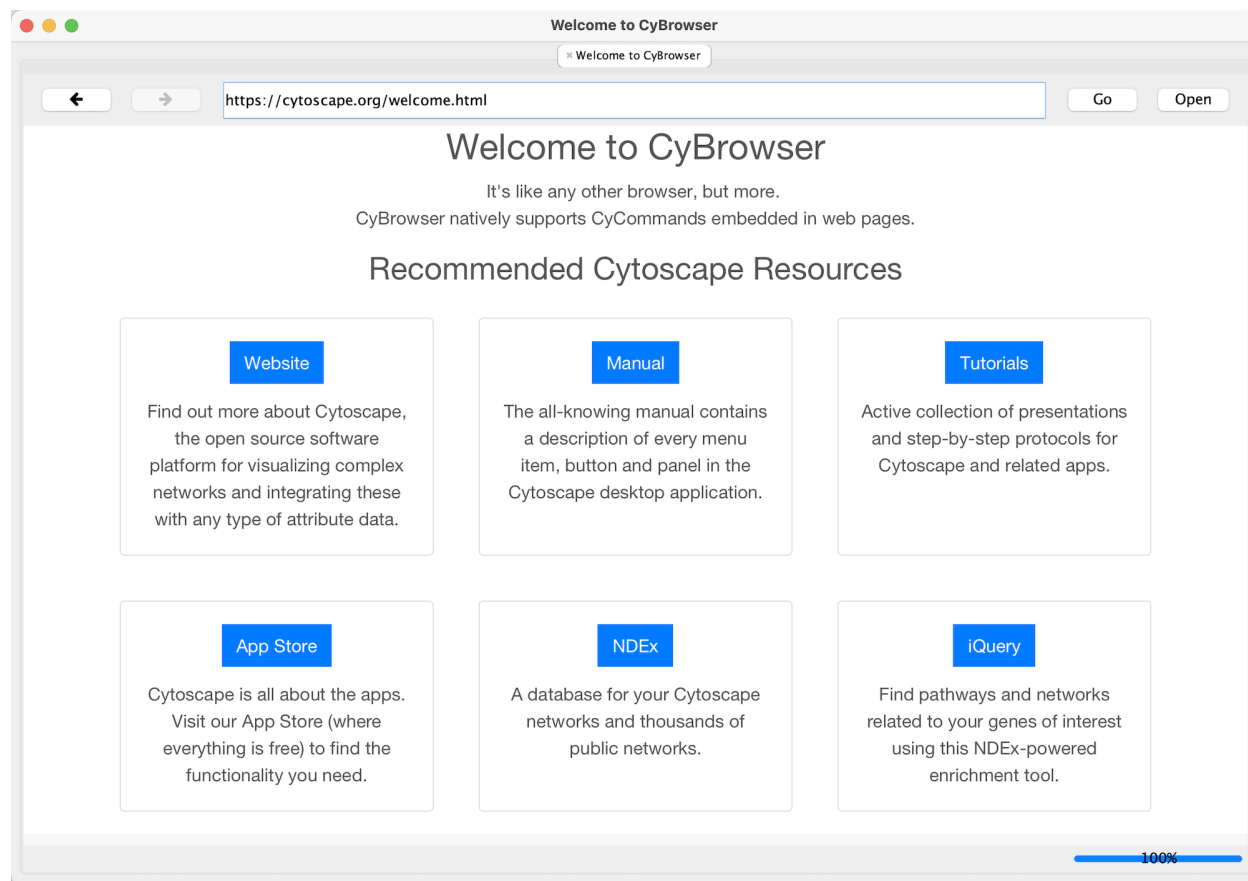 Welcome to CyBrowser
× Welcome to CyBrowser
https://cytoscape.org/welcome.html
Go
Open
Welcome to CyBrowser
It's like any other browser, but more.
CyBrowser natively supports CyCommands embedded in web pages.
Recommended Cytoscape Resources
Website
Find out more about Cytoscape,
the open source software
platform for visualizing complex
networks and integrating these
with any type of attribute data.
Manual
The all-knowing manual contains
a description of every menu
item, button and panel in the
Cytoscape desktop application.
Tutorials
Active collection of presentations
and step-by-step protocols for
Cytoscape and related apps.
App Store
Cytoscape is all about the apps.
Visit our App Store (where
everything is free) to find the
functionality you need.
NDEx
A database for your Cytoscape
networks and thousands of
public networks.
iQuery
Find pathways and networks
related to your genes of interest
using this NDEx-powered
enrichment tool.
100%